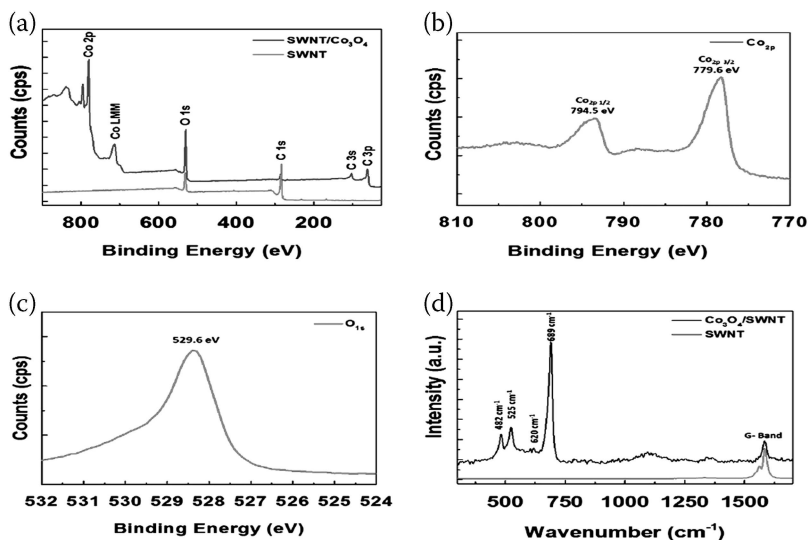 (a)
Counts (cps)
Co 2p
Co LMM
O 1s
C 1s
C 3s
C 3p
SWNT/Co₃O₄
SWNT
800 600 400 200
Binding Energy (eV)
(b)
Counts (cps)
Co₂ₚ
Co₂ₚ ₁/₂
794.5 eV
Co₂ₚ ₃/₂
779.6 eV
810 800 790 780 770
Binding Energy (eV)
(c)
Counts (cps)
O₁ₛ
529.6 eV
532 531 530 529 528 527 526 525 524
Binding Energy (eV)
(d)
Intensity (a.u.)
482 cm⁻¹
525 cm⁻¹
620 cm⁻¹
689 cm⁻¹
Co₃O₄/SWNT
SWNT
G- Band
500 750 1000 1250 1500
Wavenumber (cm⁻¹)